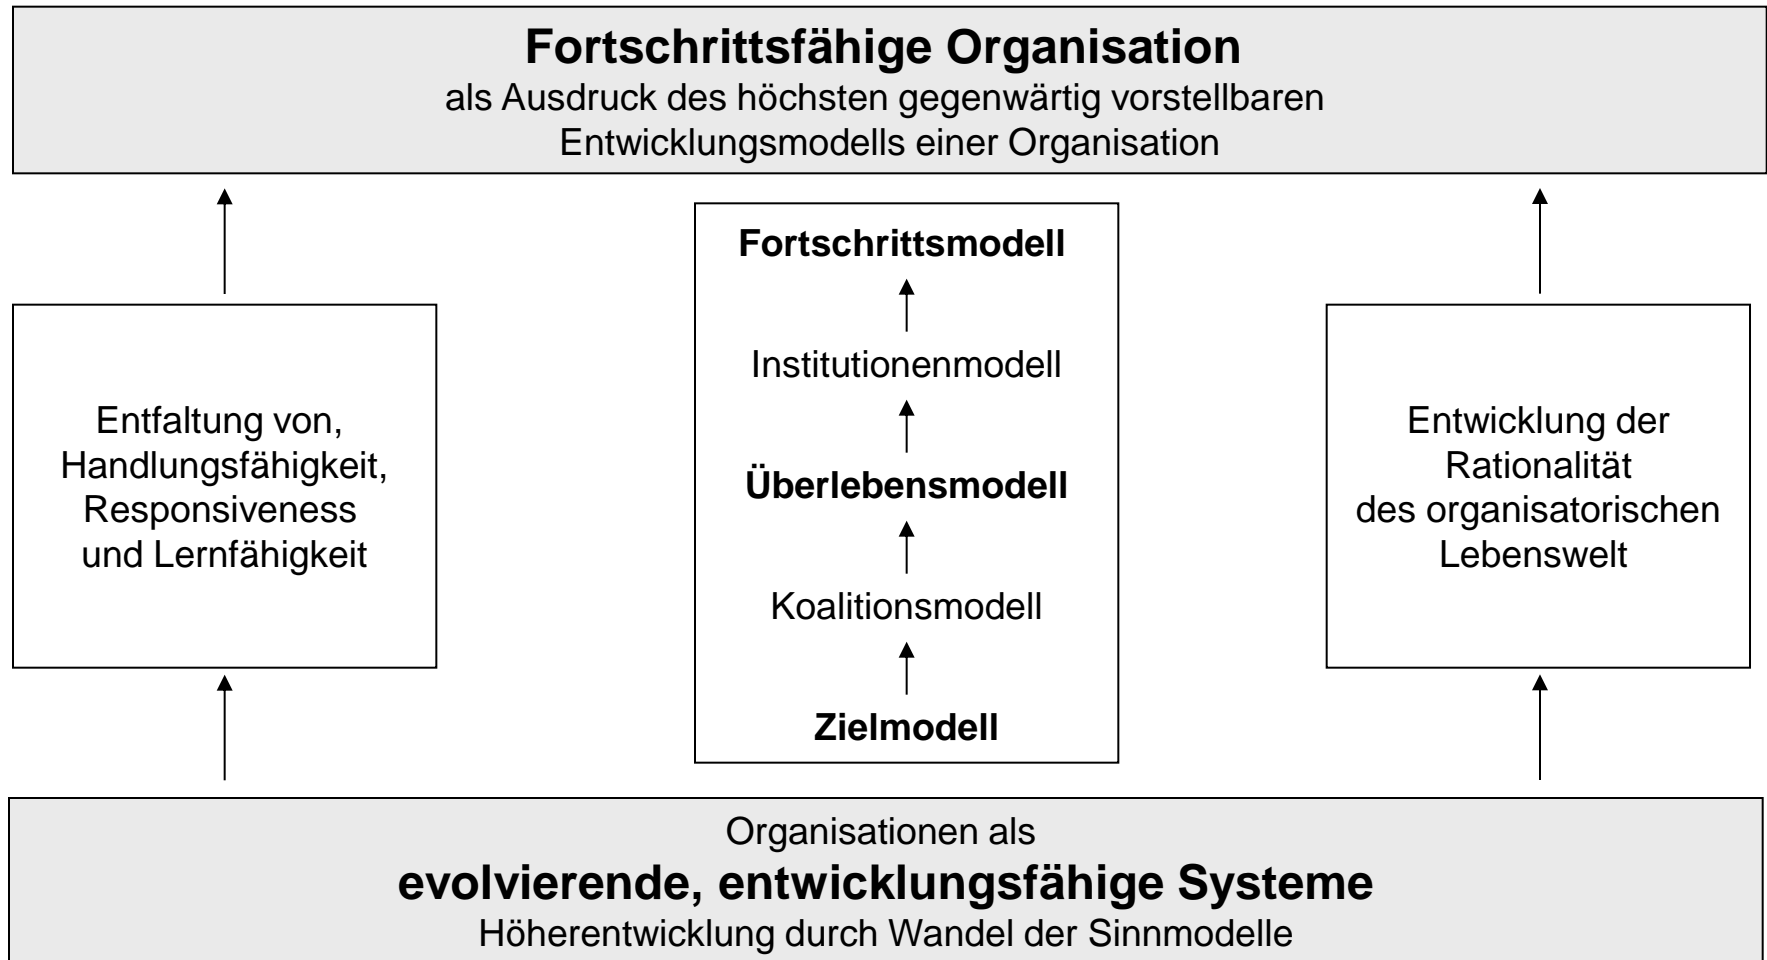 Fortschrittsfähige Organisation
als Ausdruck des höchsten gegenwärtig vorstellbaren
Entwicklungsmodells einer Organisation
Entfaltung von,
Handlungsfähigkeit,
Responsiveness
und Lernfähigkeit
Fortschrittsmodell
Institutionenmodell
Überlebensmodell
Koalitionsmodell
Zielmodell
Entwicklung der
Rationalität
des organisatorischen
Lebenswelt
Organisationen als
evolvierende, entwicklungsfähige Systeme
Höherentwicklung durch Wandel der Sinnmodelle